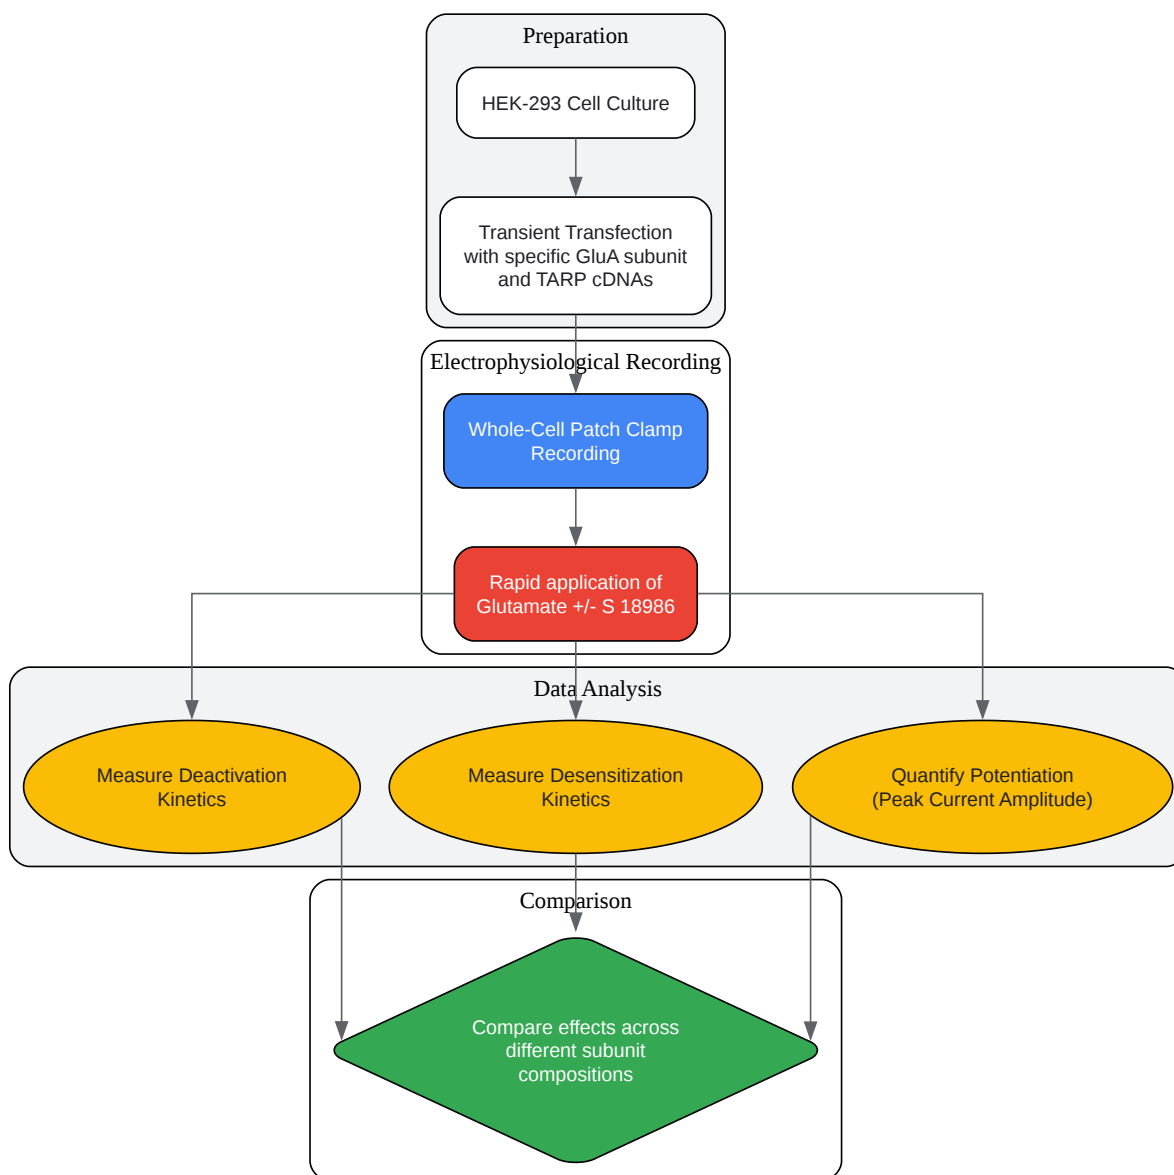 Preparation
HEK-293 Cell Culture
Transient Transfection
with specific GluA subunit
and TARP cDNAs
Electrophysiological Recording
Whole-Cell Patch Clamp
Recording
Rapid application of
Glutamate +/- S 18986
Data Analysis
Measure Deactivation
Kinetics
Measure Desensitization
Kinetics
Quantify Potentiation
(Peak Current Amplitude)
Comparison
Compare effects across
different subunit
compositions